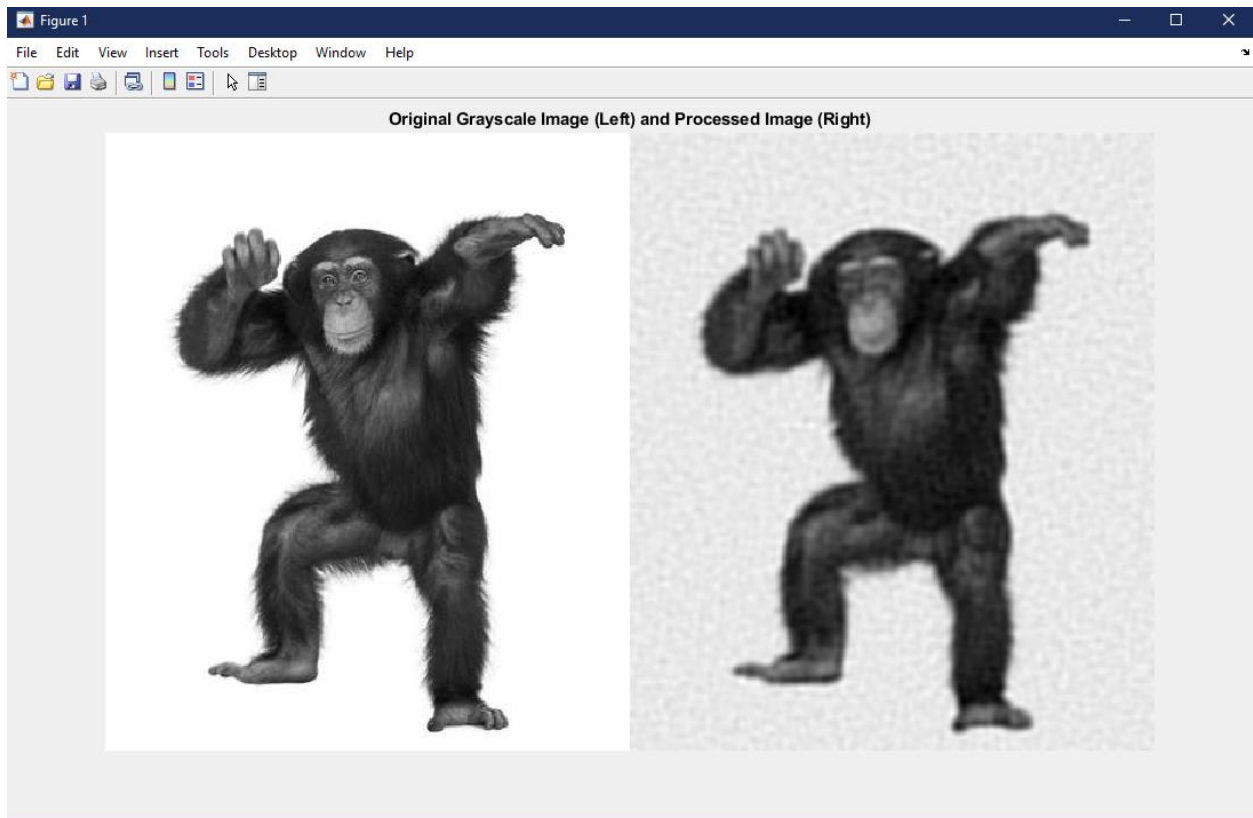 Figure 1
File Edit View Insert Tools Desktop Window Help
Original Grayscale Image (Left) and Processed Image (Right)